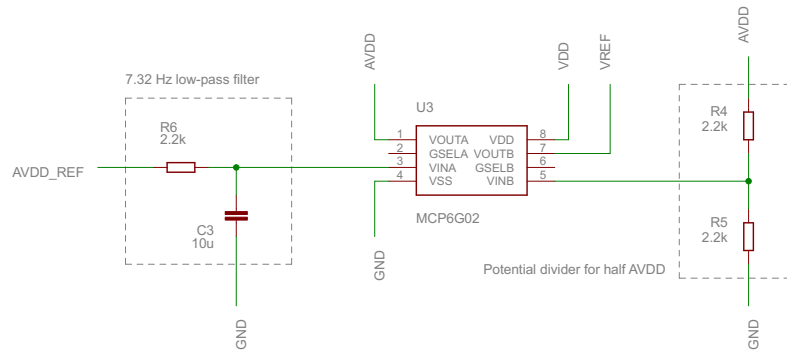 AVDD
7.32 Hz low-pass filter
R6
2.2k
AVDD_REF
C3
10u
GND
AVDD
VDD
VREF
U3
1 VOUTA VDD 8
2 GSELA VOUTB 7
3 VINA GSELB 6
4 VSS VINB 5
MCP6G02
GND
R4
2.2k
R5
2.2k
Potential divider for half AVDD
GND